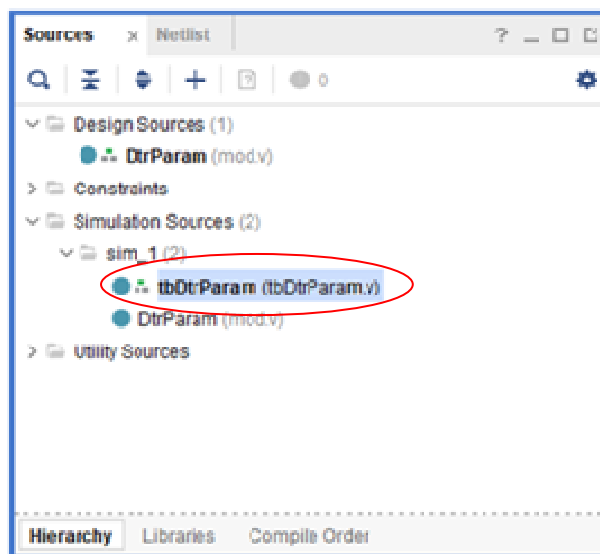 Sources x Netlist ? _
0
Design Sources (1)
DtrParam (mod.v)
Constraints
Simulation Sources (2)
sim_1 (2)
tbDtrParam (tbDtrParam.v)
DtrParam (mod.v)
Utility Sources
Hierarchy Libraries Compile Order